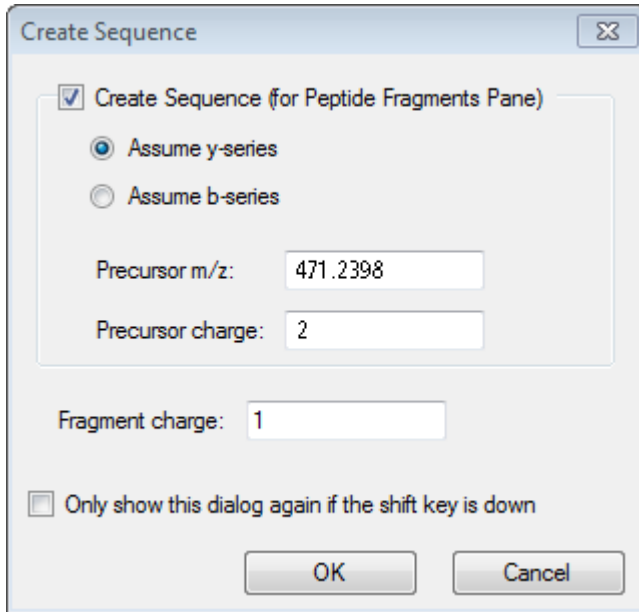 Create Sequence
Create Sequence (for Peptide Fragments Pane)
Assume y-series
Assume b-series
Precursor m/z: 471.2398
Precursor charge: 2
Fragment charge: 1
Only show this dialog again if the shift key is down
OK Cancel